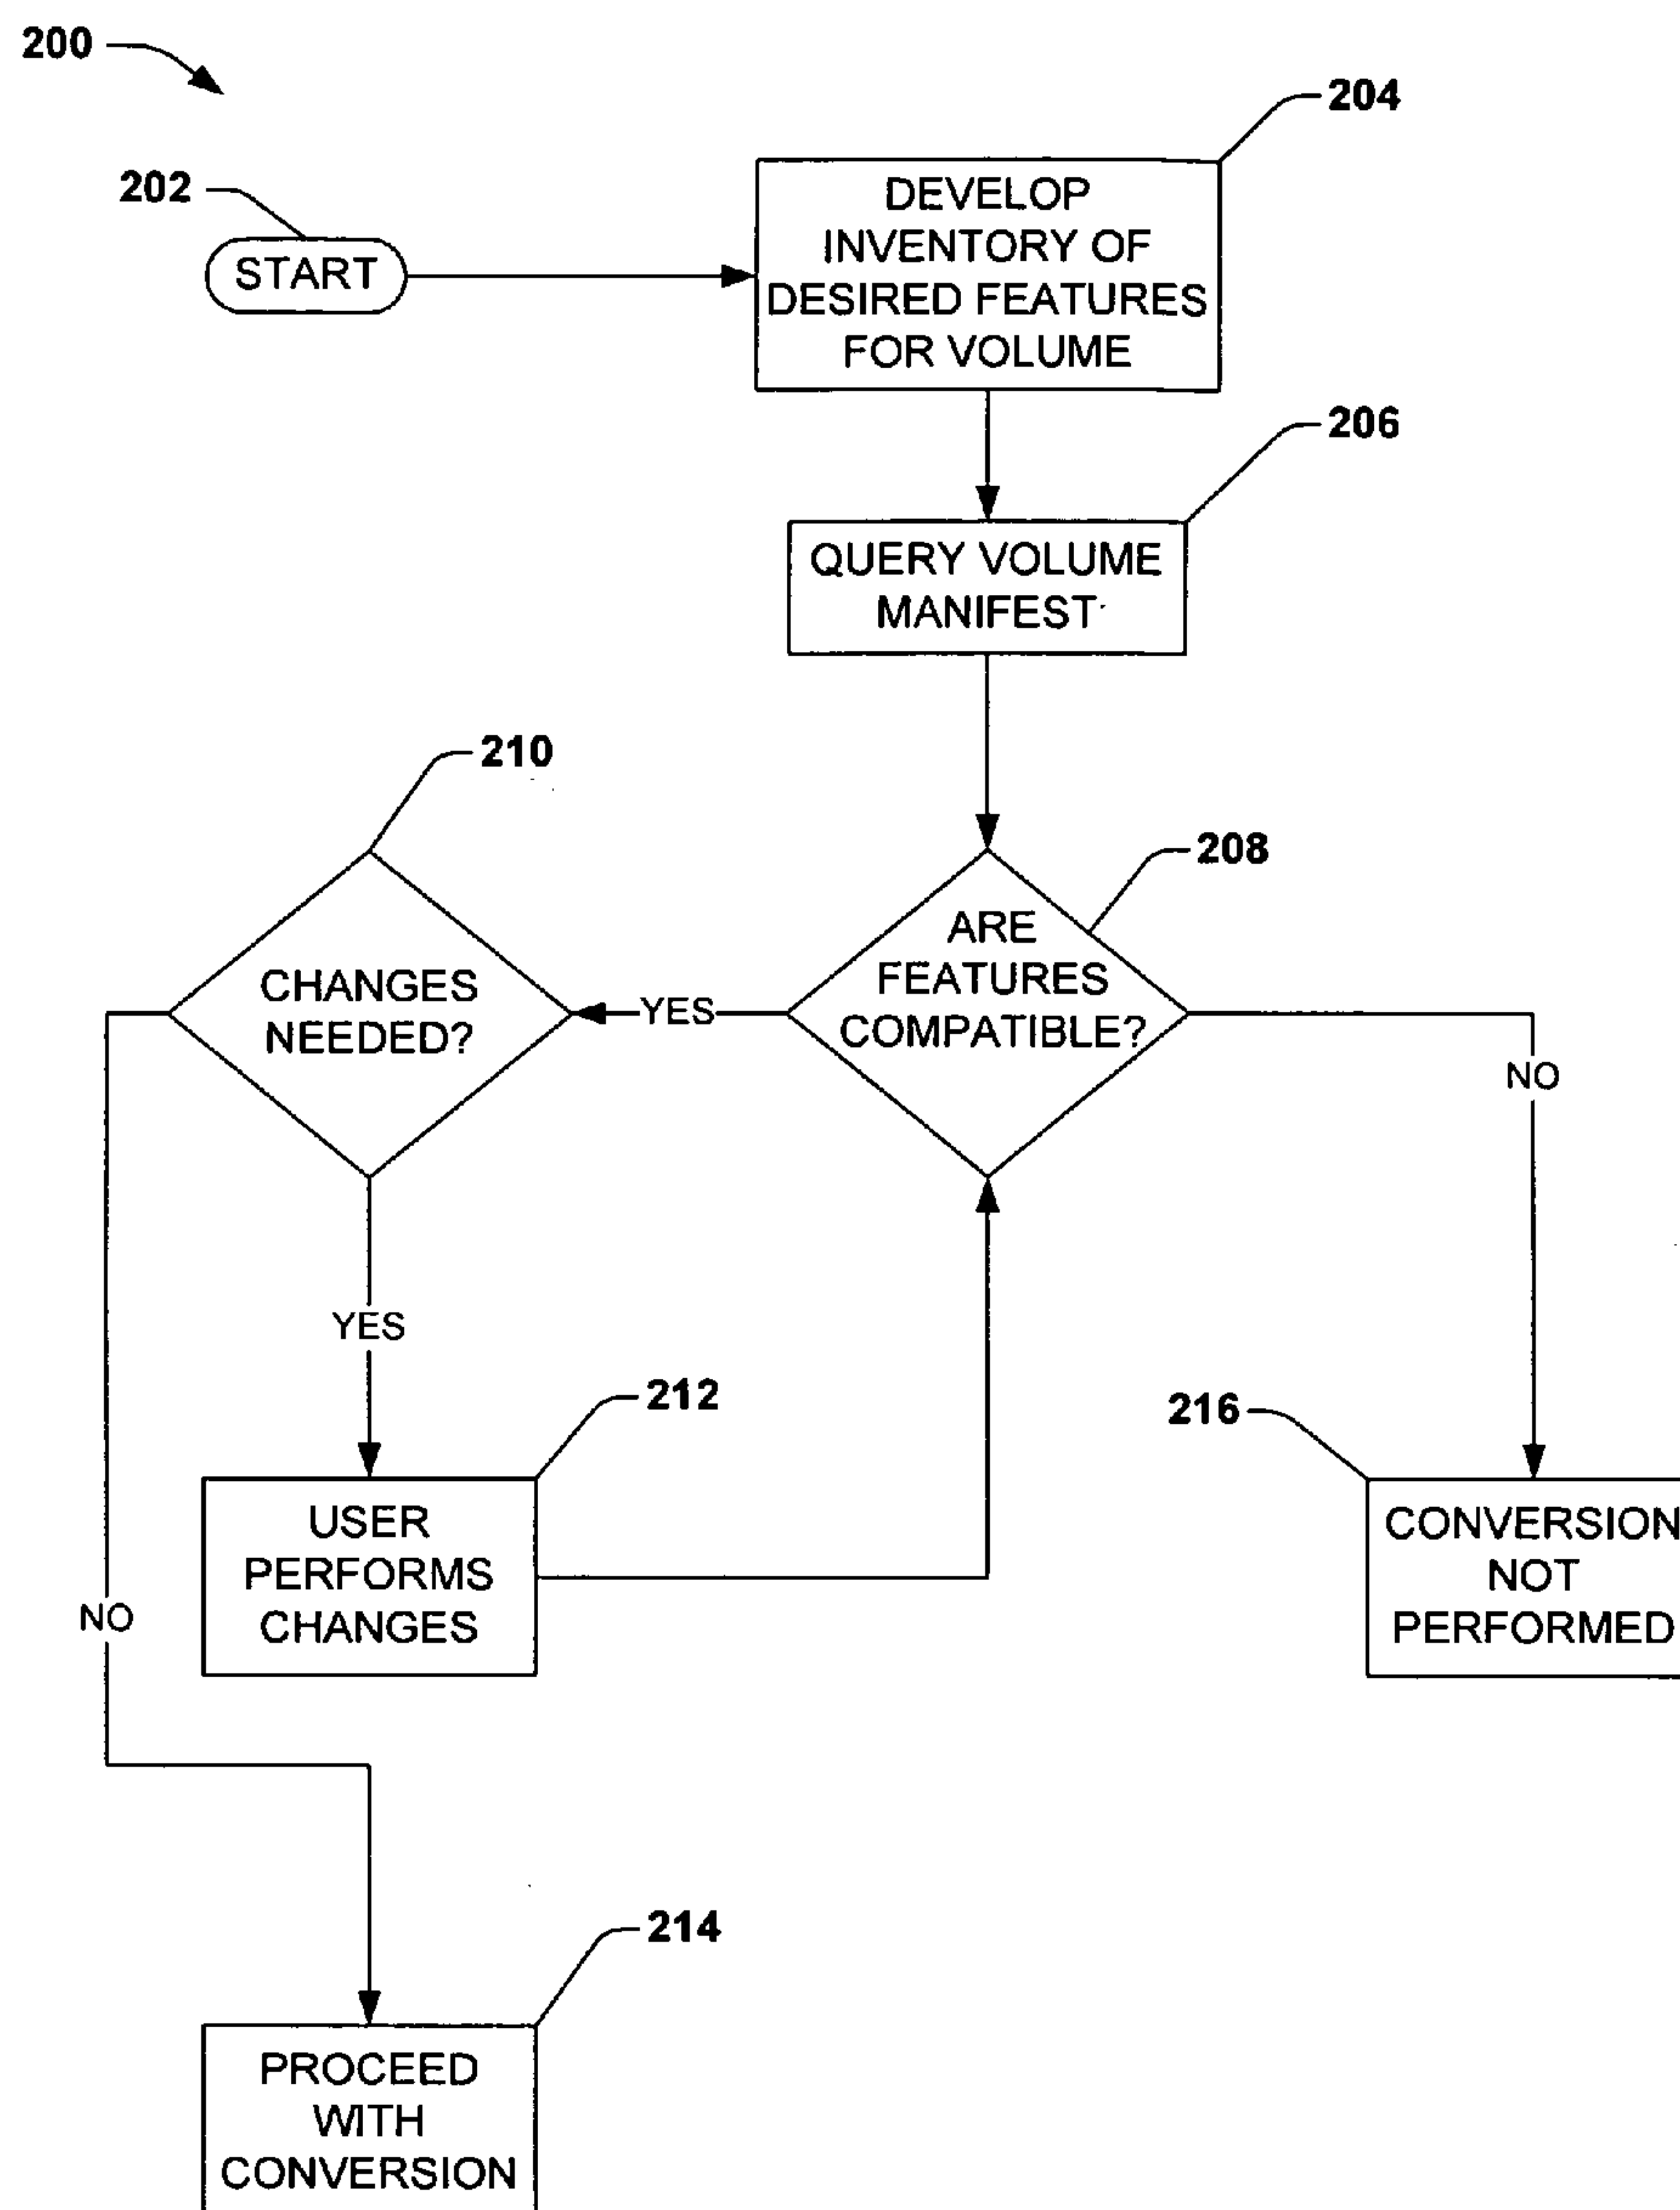 200
204
202
START
DEVELOP
INVENTORY OF
DESIRED FEATURES
FOR VOLUME
206
QUERY VOLUME
MANIFEST
210
208
CHANGES
NEEDED?
YES
ARE
FEATURES
COMPATIBLE?
NO
YES
212
216
USER
PERFORMS
CHANGES
CONVERSION
NOT
PERFORMED
NO
214
PROCEED
WITH
CONVERSION